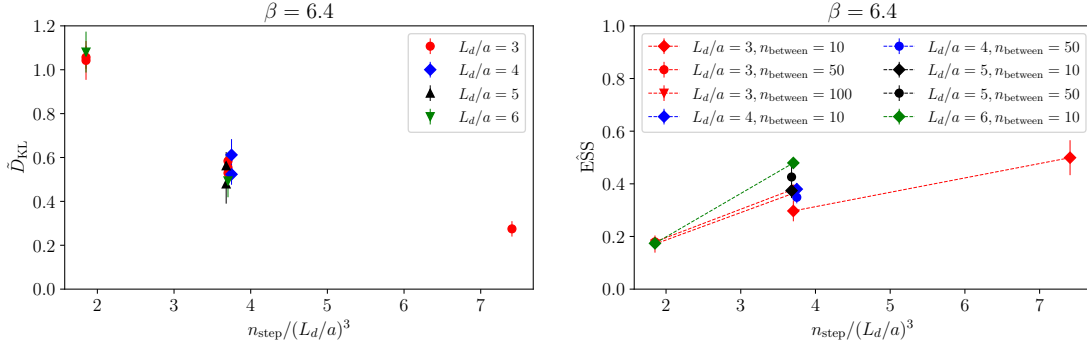 β = 6.4
1.2
1.0
0.8
0.6
0.4
0.2
0.0
D̃_KL
L_d/a = 3
L_d/a = 4
L_d/a = 5
L_d/a = 6
2 3 4 5 6 7
n_step/(L_d/a)^3
β = 6.4
1.0
0.8
0.6
0.4
0.2
0.0
ÊSS
L_d/a = 3, n_between = 10
L_d/a = 3, n_between = 50
L_d/a = 3, n_between = 100
L_d/a = 4, n_between = 10
L_d/a = 4, n_between = 50
L_d/a = 5, n_between = 10
L_d/a = 5, n_between = 50
L_d/a = 6, n_between = 10
2 3 4 5 6 7
n_step/(L_d/a)^3